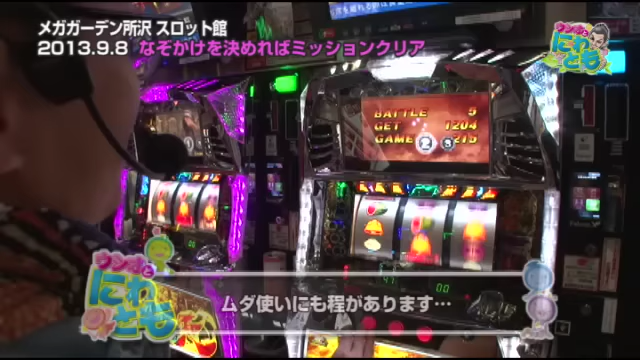 メガガーデン所沢 スロット館
2013.9.8 なぞかけを決めればミッションクリア
にわとも
BATTLE 9
GET 1204
GAME 215
にわとも
ムダ使いにも程があります…